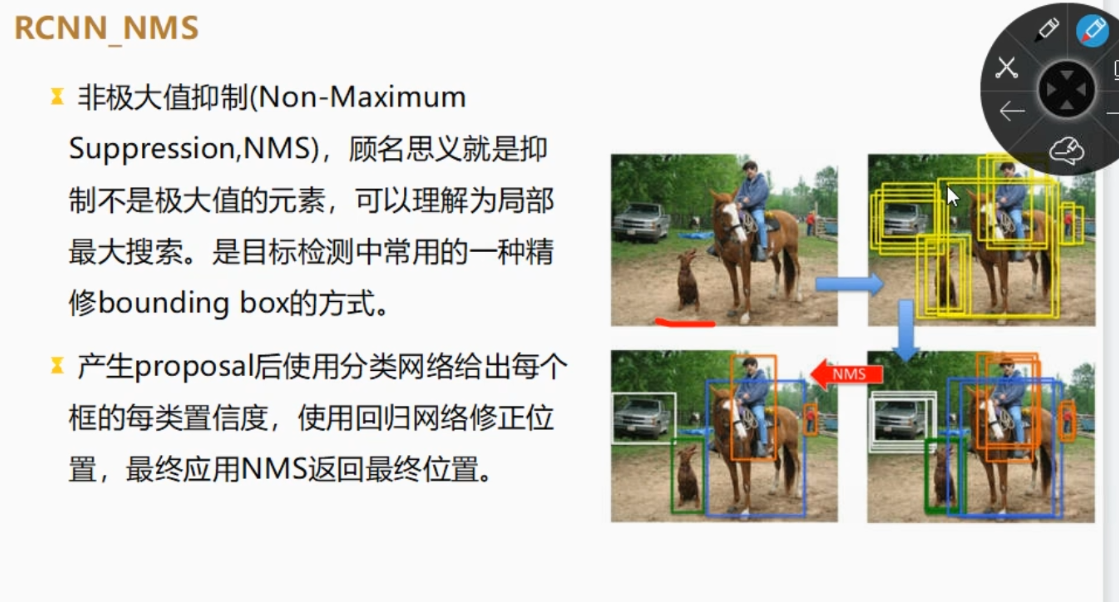 RCNN_NMS
非极大值抑制(Non-Maximum
Suppression,NMS)，顾名思义就是抑
制不是极大值的元素，可以理解为局部
最大搜索。是目标检测中常用的一种精
修bounding box的方式。
产生proposal后使用分类网络给出每个
框的每类置信度，使用回归网络修正位
置，最终应用NMS返回最终位置。
NMS